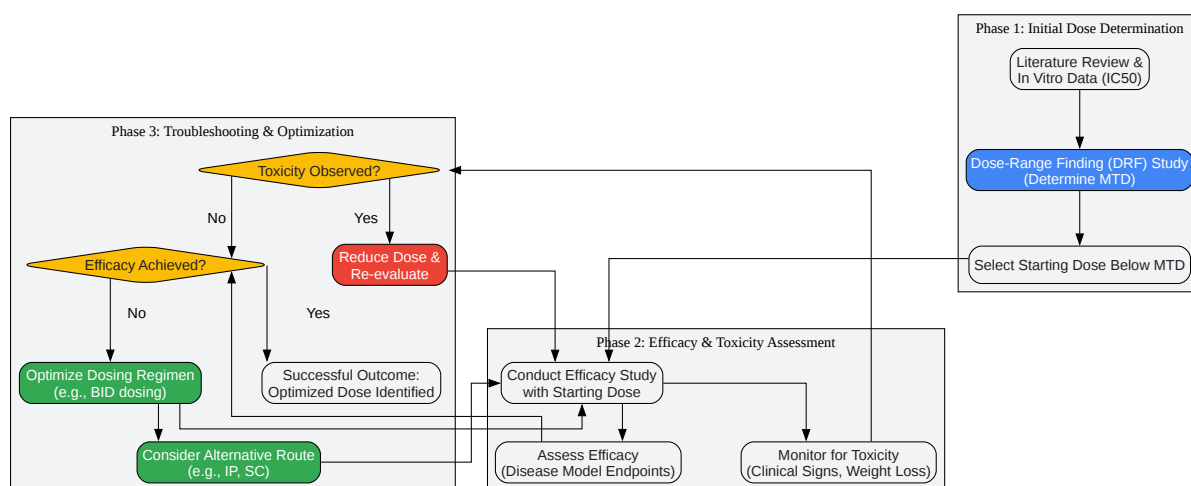 Phase 1: Initial Dose Determination
Literature Review &
In Vitro Data (IC50)
Dose-Range Finding (DRF) Study
(Determine MTD)
Select Starting Dose Below MTD
Phase 3: Troubleshooting & Optimization
Toxicity Observed?
No
Yes
Efficacy Achieved?
Reduce Dose &
Re-evaluate
No
Yes
Optimize Dosing Regimen
(e.g., BID dosing)
Successful Outcome:
Optimized Dose Identified
Consider Alternative Route
(e.g., IP, SC)
Phase 2: Efficacy & Toxicity Assessment
Conduct Efficacy Study
with Starting Dose
Assess Efficacy
(Disease Model Endpoints)
Monitor for Toxicity
(Clinical Signs, Weight Loss)